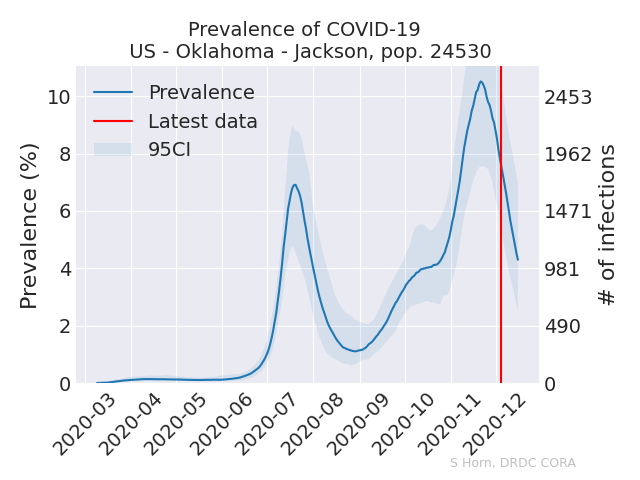 Prevalence of COVID-19
US - Oklahoma - Jackson, pop. 24530
Prevalence
Latest data
95CI
Prevalence (%)
10
8
6
4
2
0
2453
1962
1471
981
490
0
# of infections
2020-03
2020-04
2020-05
2020-06
2020-07
2020-08
2020-09
2020-10
2020-11
2020-12
S Horn, DRDC CORA